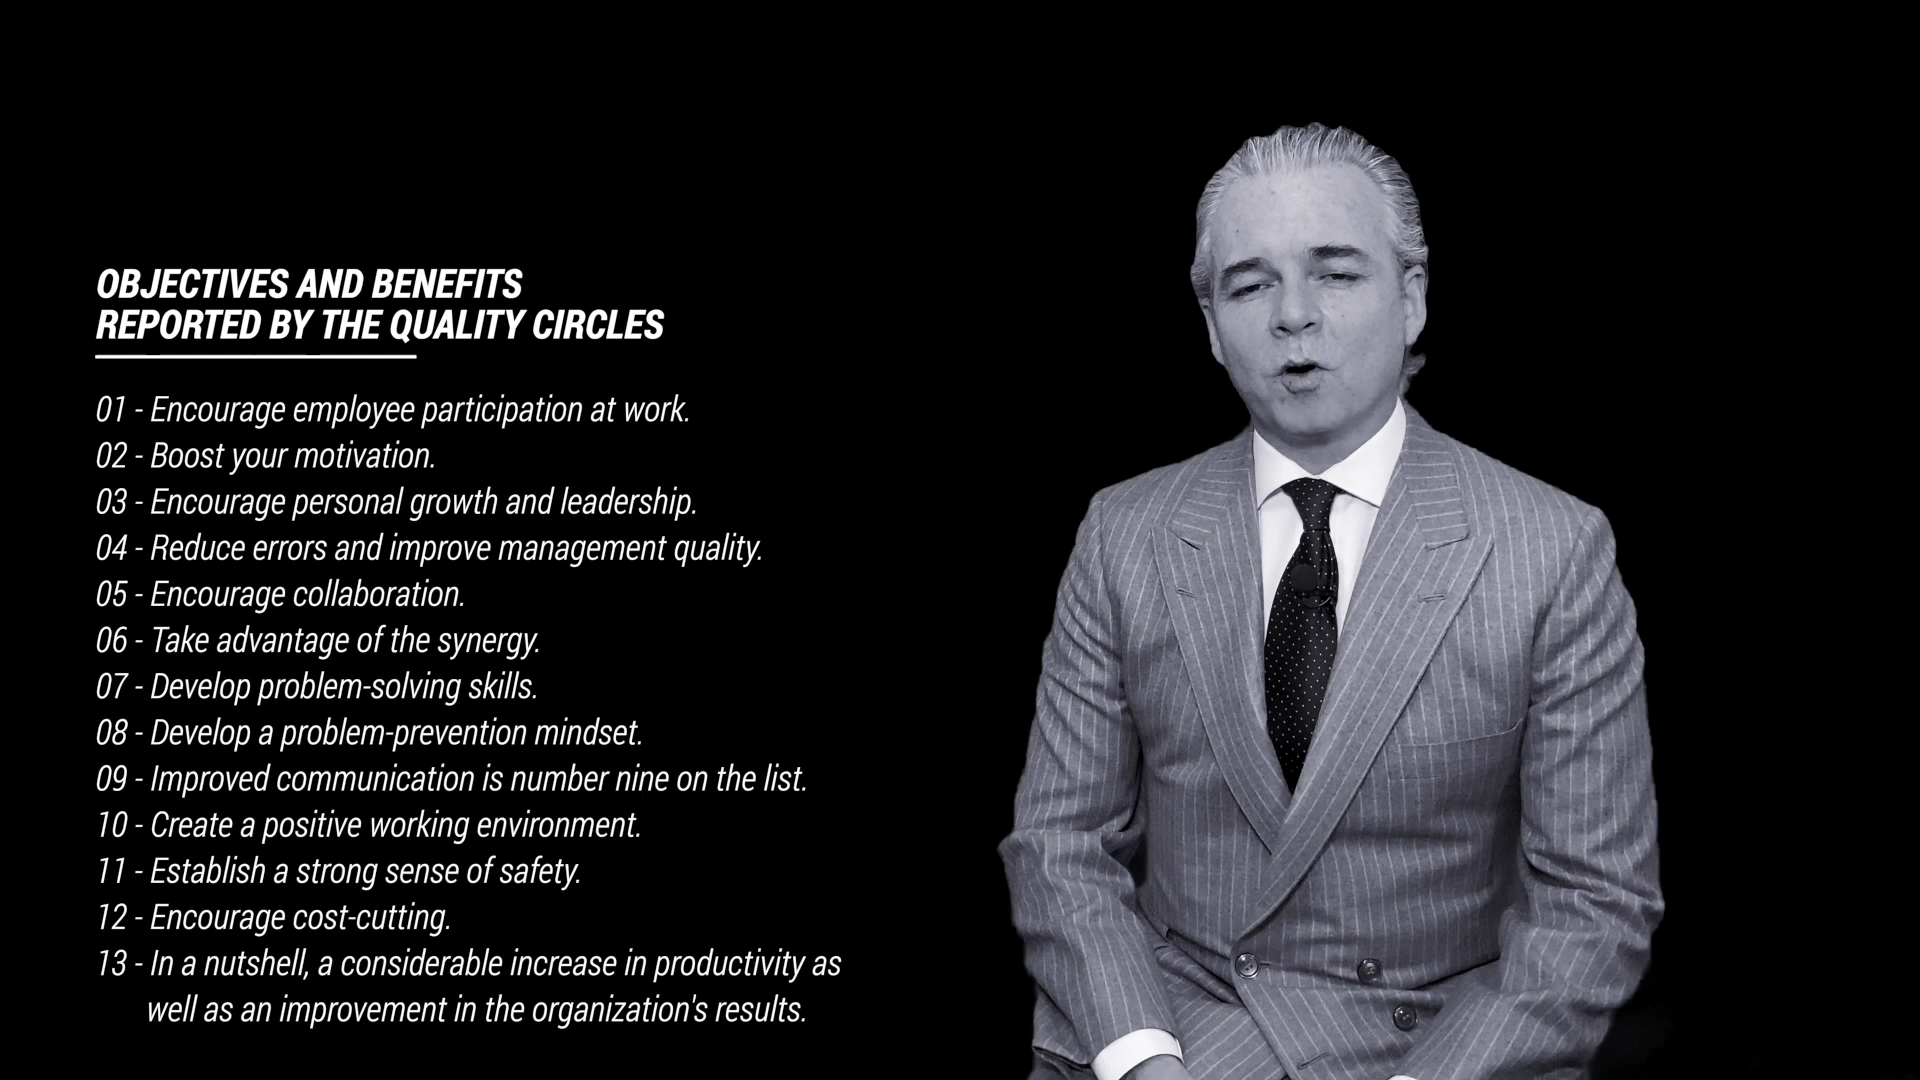 OBJECTIVES AND BENEFITS
REPORTED BY THE QUALITY CIRCLES
01 - Encourage employee participation at work.
02 - Boost your motivation.
03 - Encourage personal growth and leadership.
04 - Reduce errors and improve management quality.
05 - Encourage collaboration.
06 - Take advantage of the synergy.
07 - Develop problem-solving skills.
08 - Develop a problem-prevention mindset.
09 - Improved communication is number nine on the list.
10 - Create a positive working environment.
11 - Establish a strong sense of safety.
12 - Encourage cost-cutting.
13 - In a nutshell, a considerable increase in productivity as
well as an improvement in the organization's results.